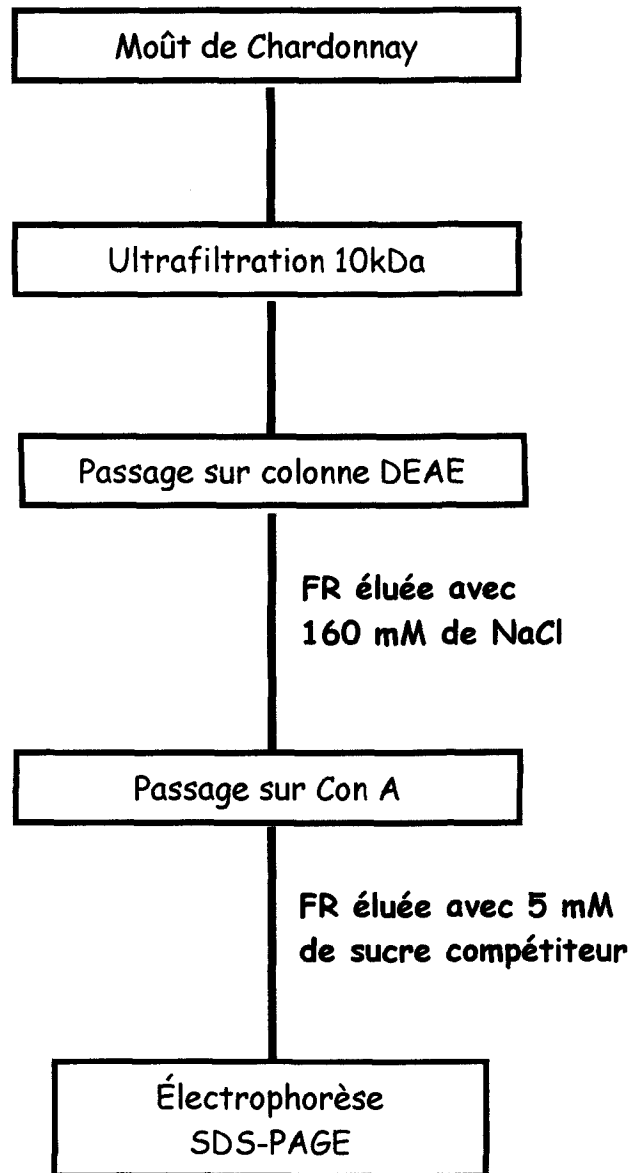 Moût de Chardonnay
Ultrafiltration 10kDa
Passage sur colonne DEAE
FR éluée avec
160 mM de NaCl
Passage sur Con A
FR éluée avec 5 mM
de sucre compétiteur
Électrophorèse
SDS-PAGE